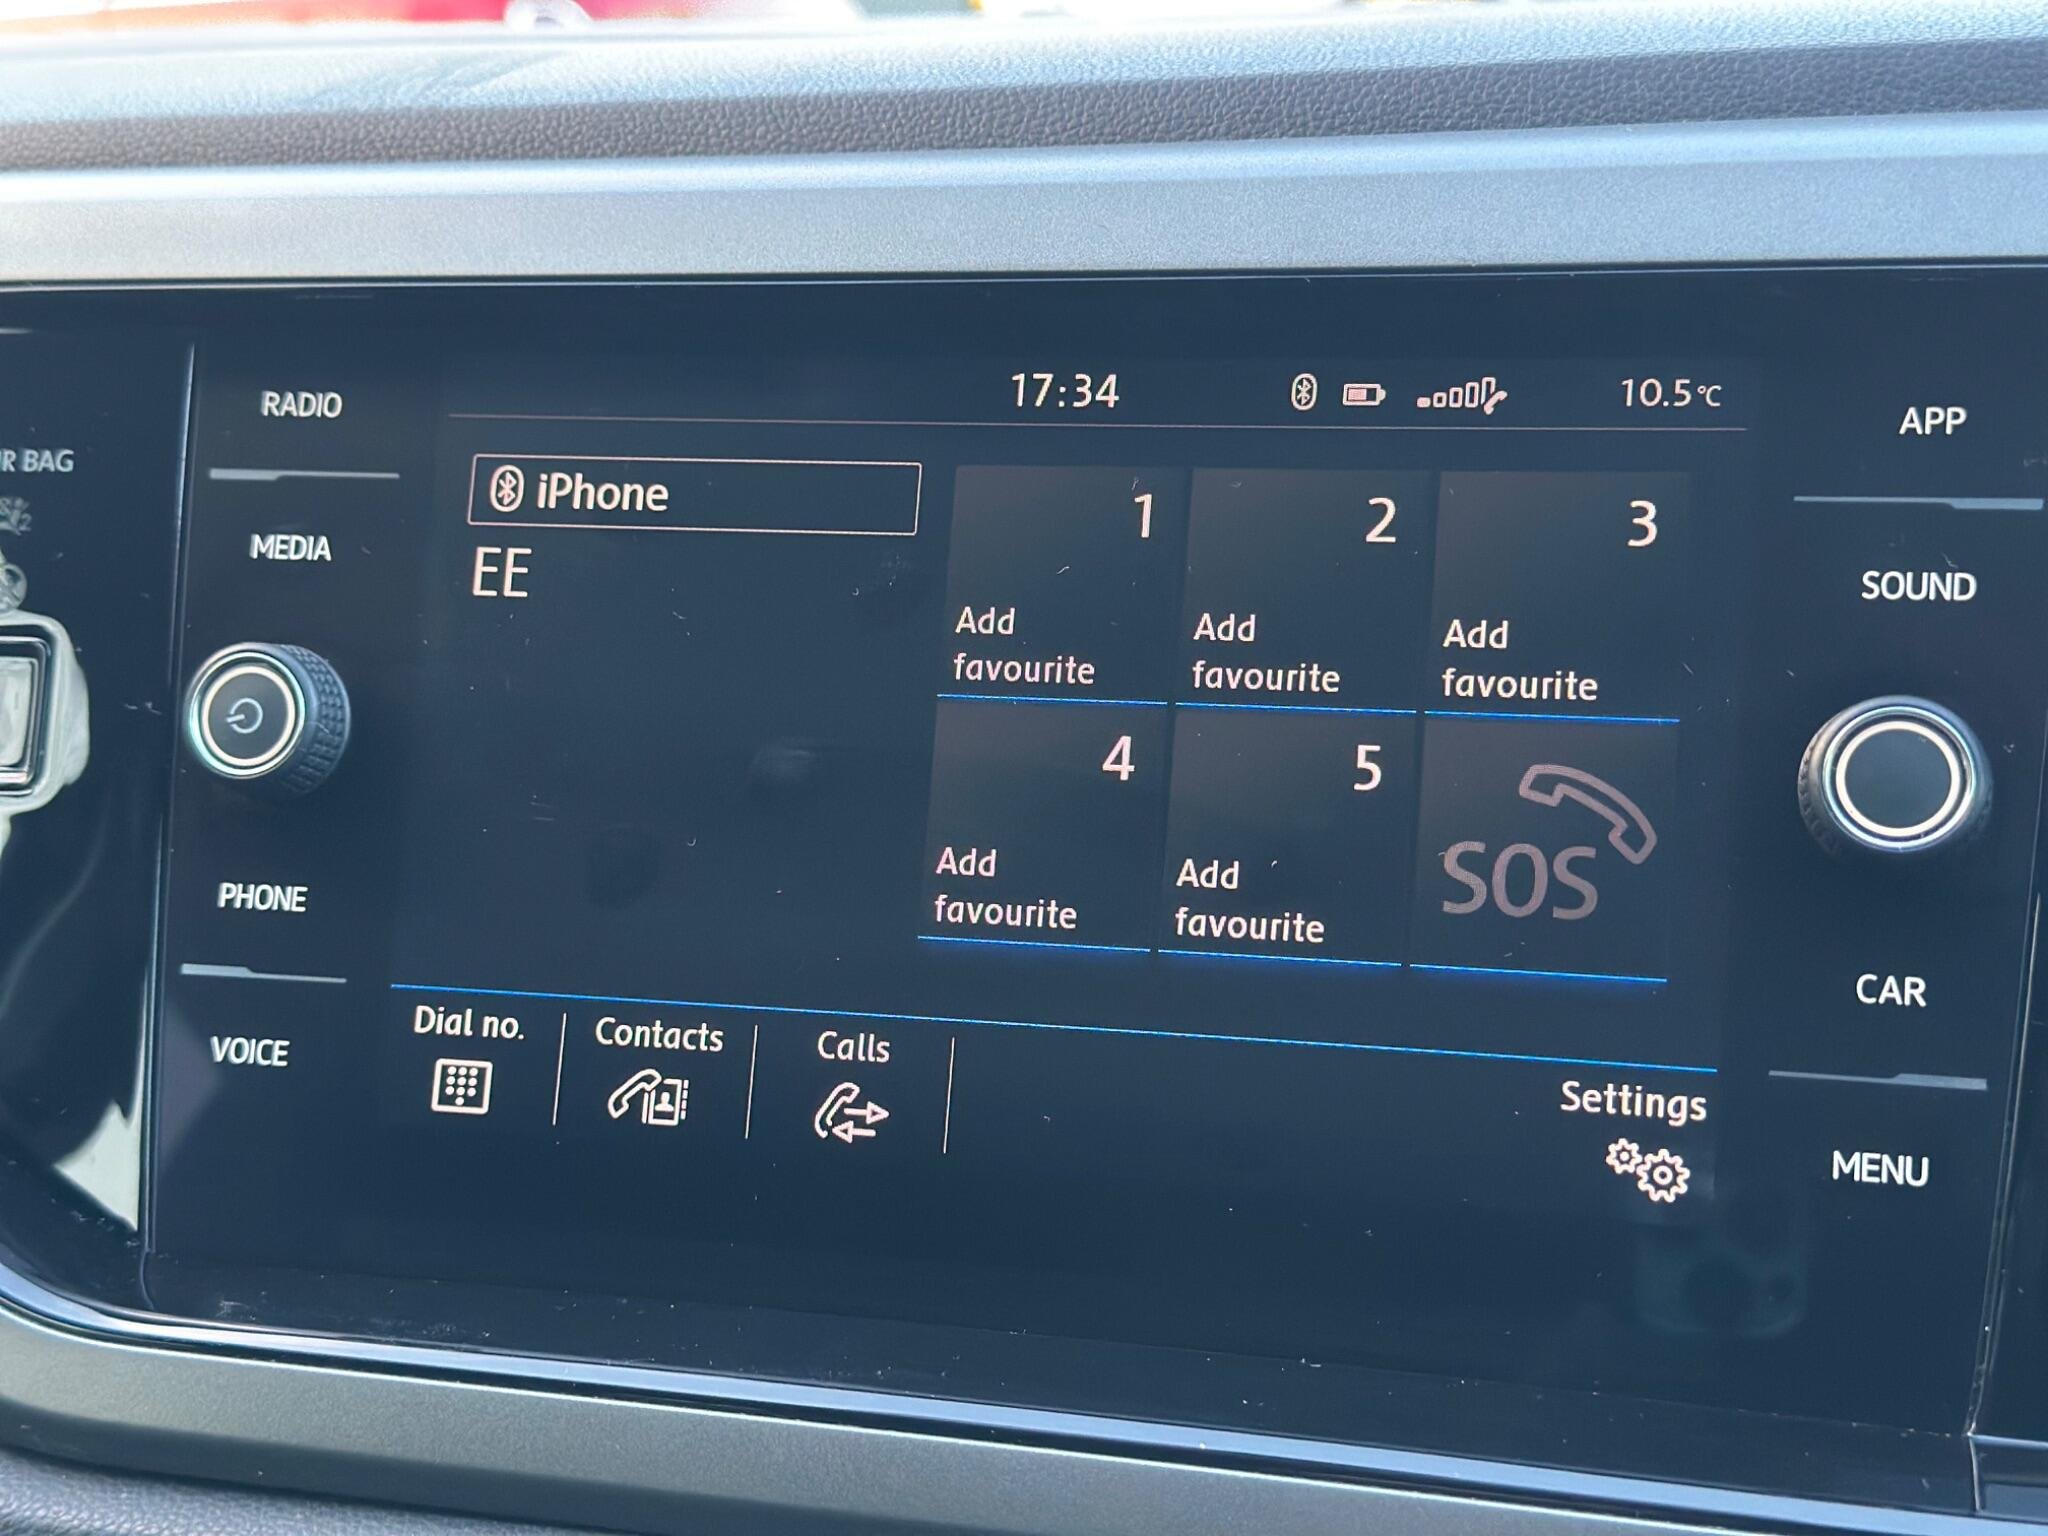 17:34
10.5°C
RADIO
MEDIA
PHONE
VOICE
BAG
iPhone
EE
1
Add
favourite
2
Add
favourite
3
Add
favourite
4
Add
favourite
5
Add
favourite
SOS
Dial no.
Contacts
Calls
Settings
APP
SOUND
CAR
MENU